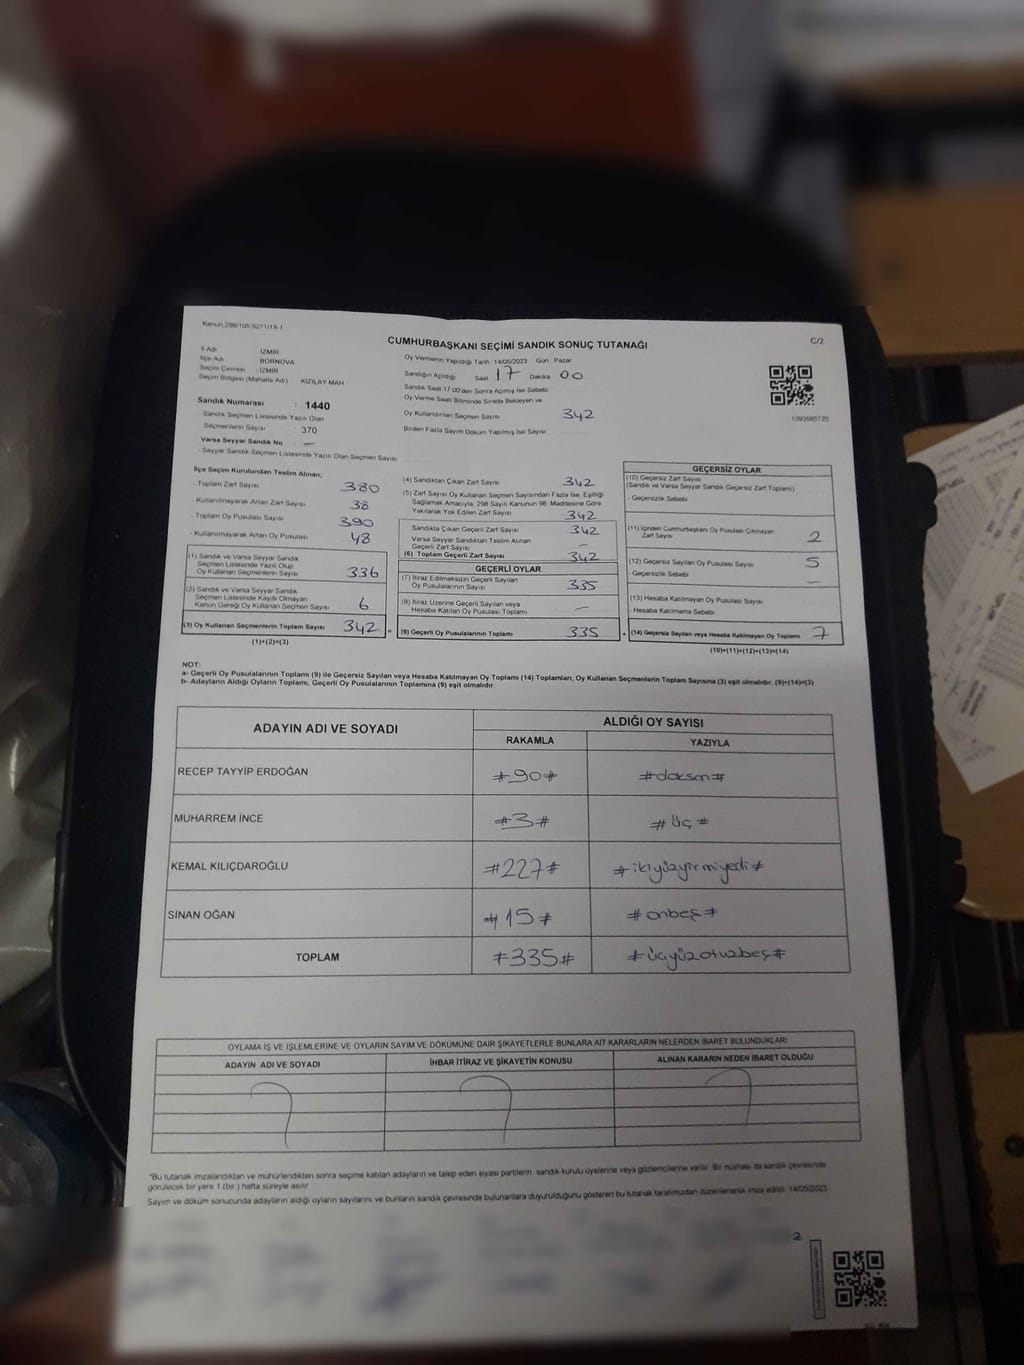 Kanun:298/105,6271/19-1
CUMHURBAŞKANI SEÇİMİ SANDIK SONUÇ TUTANAĞI
C/2
İl Adı : İZMİR
İlçe Adı : BORNOVA
Seçim Çevresi : İZMİR
Seçim Bölgesi (Mahalle Adı) : KIZILAY MAH
Sandık Numarası : 1440
- Sandık Seçmen Listesinde Yazılı Olan
Seçmenlerin Sayısı : 370
Varsa Seyyar Sandık No : –
- Seyyar Sandık Seçmen Listesinde Yazılı Olan Seçmen Sayısı :
Oy Vermenin Yapıldığı Tarih 14/05/2023 Gün : Pazar
Sandığın Açıldığı Saat 17 Dakika 00
Sandık Saat 17.00'den Sonra Açılmış İse Sebebi
Oy Verme Saati Bitiminde Sırada Bekleyen ve
Oy Kullandırılan Seçmen Sayısı 342
Birden Fazla Sayım Döküm Yapılmış İse Sayısı
1093585720
İlçe Seçim Kurulundan Teslim Alınan;
- Toplam Zarf Sayısı 380
- Kullanılmayarak Artan Zarf Sayısı 38
- Toplam Oy Pusulası Sayısı 390
- Kullanılmayarak Artan Oy Pusulası 48
(1) Sandık ve Varsa Seyyar Sandık
Seçmen Listesinde Yazılı Olup
Oy Kullanan Seçmenlerin Sayısı 336
(2) Sandık ve Varsa Seyyar Sandık
Seçmen Listesinde Kayıtlı Olmayan
Kanun Gereği Oy Kullanan Seçmen Sayısı 6
(3) Oy Kullanan Seçmenlerin Toplam Sayısı 342 =
(1)+(2)=(3)
(4) Sandıktan Çıkan Zarf Sayısı 342
(5) Zarf Sayısı Oy Kullanan Seçmen Sayısından Fazla İse, Eşitliği
Sağlamak Amacıyla, 298 Sayılı Kanunun 98. Maddesine Göre
Yakılarak Yok Edilen Zarf Sayısı 342
Sandıkta Çıkan Geçerli Zarf Sayısı 342
Varsa Seyyar Sandıktan Teslim Alınan
Geçerli Zarf Sayısı –
(6) Toplam Geçerli Zarf Sayısı 342
GEÇERLİ OYLAR
(7) İtiraz Edilmeksizin Geçerli Sayılan
Oy Pusulalarının Sayısı 335
(8) İtiraz Üzerine Geçerli Sayılan veya
Hesaba Katılan Oy Pusulası Toplamı –
(9) Geçerli Oy Pusulalarının Toplamı 335 +
GEÇERSİZ OYLAR
(10) Geçersiz Zarf Sayısı
(Sandık ve Varsa Seyyar Sandık Geçersiz Zarf Toplamı)
- Geçersizlik Sebebi
(11) İçinden Cumhurbaşkanı Oy Pusulası Çıkmayan
Zarf Sayısı 2
(12) Geçersiz Sayılan Oy Pusulası Sayısı 5
- Geçersizlik Sebebi –
(13) Hesaba Katılmayan Oy Pusulası Sayısı
- Hesaba Katılmama Sebebi
(14) Geçersiz Sayılan veya Hesaba Katılmayan Oy Toplamı 7
(10)+(11)+(12)+(13)=(14)
NOT:
a- Geçerli Oy Pusulalarının Toplamı (9) ile Geçersiz Sayılan veya Hesaba Katılmayan Oy Toplamı (14) Toplamları, Oy Kullanan Seçmenlerin Toplam Sayısına (3) eşit olmalıdır. (9)+(14)=(3)
b- Adayların Aldığı Oyların Toplamı, Geçerli Oy Pusulalarının Toplamına (9) eşit olmalıdır.
ADAYIN ADI VE SOYADI
ALDIĞI OY SAYISI
RAKAMLA YAZIYLA
RECEP TAYYİP ERDOĞAN #90# #doksan#
MUHARREM İNCE #3# #üç#
KEMAL KILIÇDAROĞLU #227# #ikiyüzyirmiyedi#
SİNAN OĞAN #15# #onbeş#
TOPLAM #335# #üçyüzotuzbeş#
OYLAMA İŞ VE İŞLEMLERİNE VE OYLARIN SAYIM VE DÖKÜMÜNE DAİR ŞİKAYETLERLE BUNLARA AİT KARARLARIN NELERDEN İBARET BULUNDUKLARI
ADAYIN ADI VE SOYADI İHBAR İTİRAZ VE ŞİKAYETİN KONUSU ALINAN KARARIN NEDEN İBARET OLDUĞU
"Bu tutanak imzalandıktan ve mühürlendikten sonra seçime katılan adayların ve talep eden siyasi partilerin sandık kurulu üyelerine veya gözlemcilerine verilir. Bir nüshası da sandık çevresinde
görülecek bir yere 1 (bir) hafta süreyle asılır.
Sayım ve döküm sonucunda adayların aldığı oyların sayılarını ve bunların sandık çevresinde bulunanlara duyurulduğunu gösteren bu tutanak tarafımızdan düzenlenerek imza edildi. 14/05/2023
2